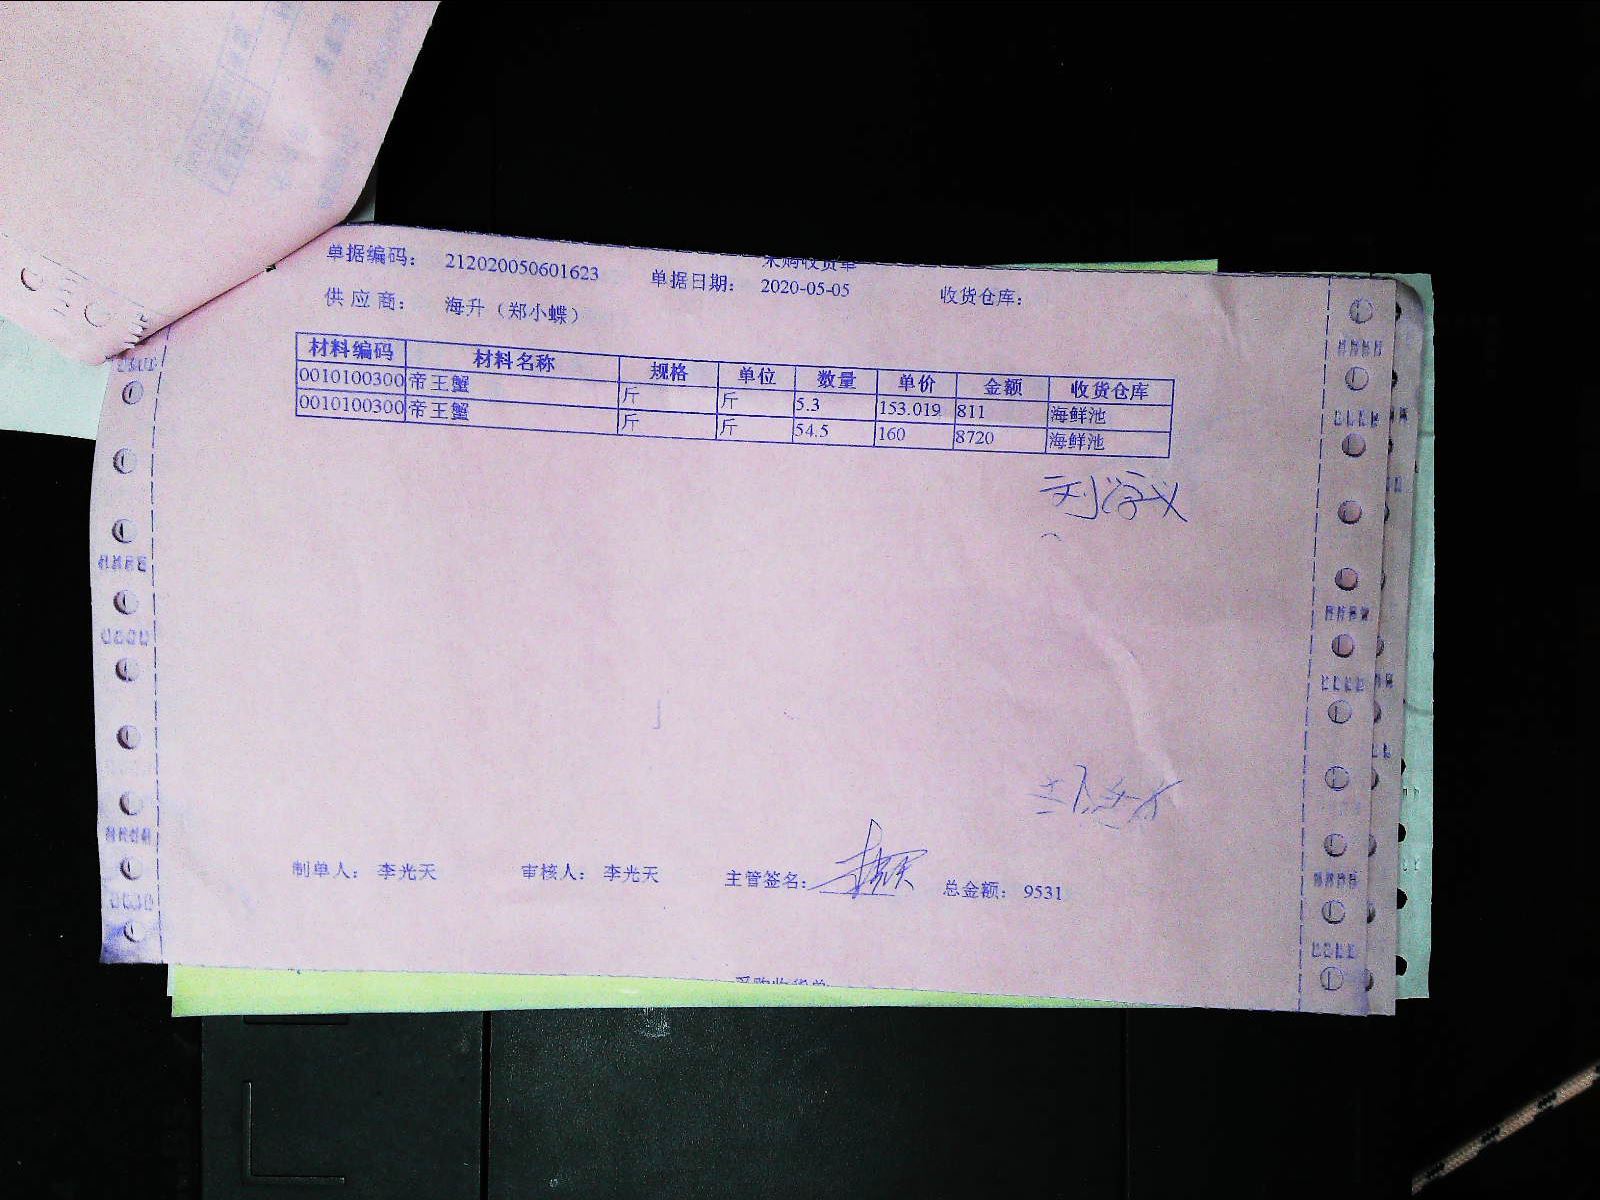 采购收货单
单据编码： 212020050601623 单据日期： 2020-05-05 收货仓库：
供 应 商： 海升（郑小蝶）
材料编码 材料名称 规格 单位 数量 单价 金额 收货仓库
0010100300 帝王蟹 斤 斤 5.3 153.019 811 海鲜池
0010100300 帝王蟹 斤 斤 54.5 160 8720 海鲜池
制单人： 李光天 审核人： 李光天 主管签名： 总金额： 9531
采购收货单